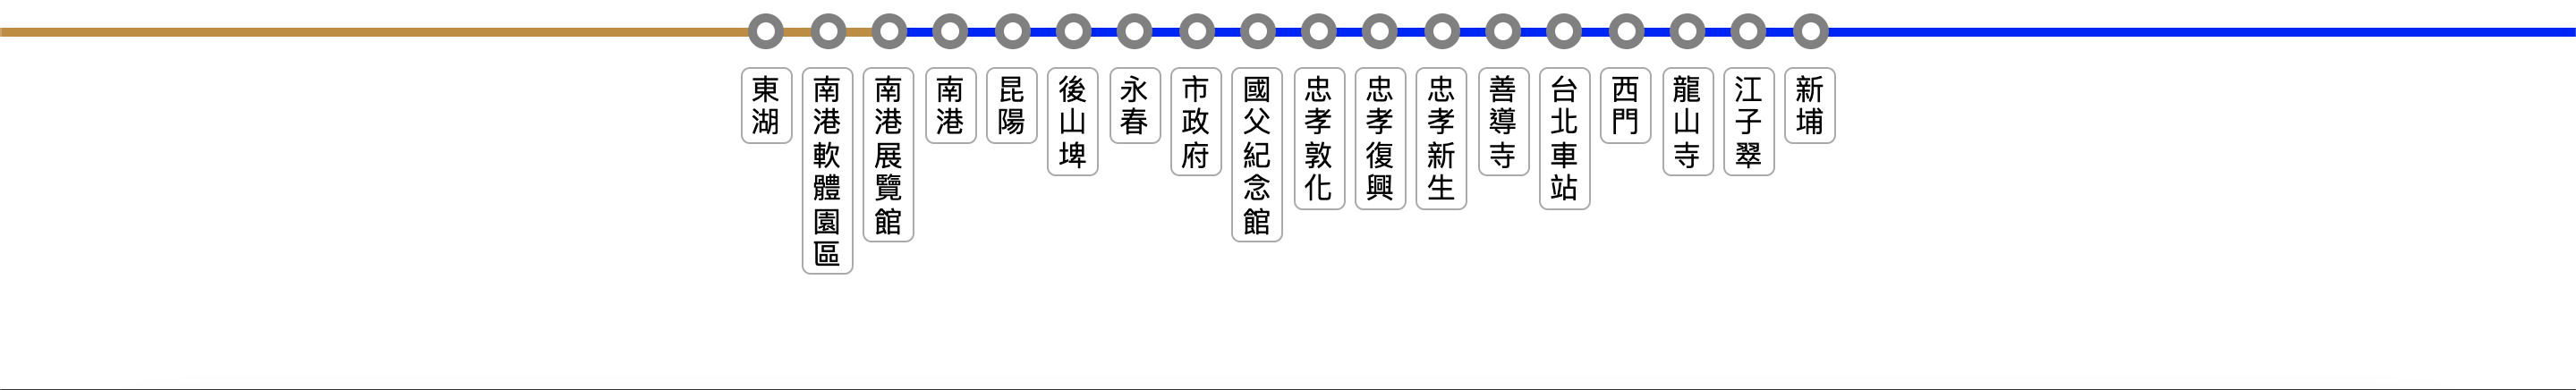 東湖
南港軟體園區
南港展覽館
南港
昆陽
後山埤
永春
市政府
國父紀念館
忠孝敦化
忠孝復興
忠孝新生
善導寺
台北車站
西門
龍山寺
江子翠
新埔